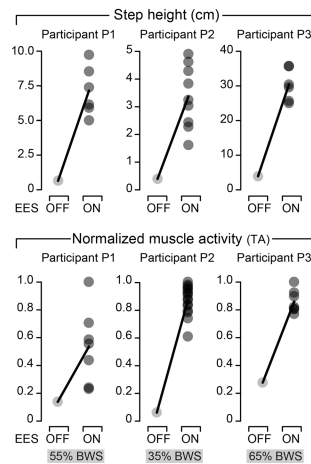 Step height (cm)
Participant P1 Participant P2 Participant P3
10.0 5 40
7.5 4 30
5.0 3 20
2.5 2 10
0 1 0
0
EES OFF ON OFF ON OFF ON
Normalized muscle activity (TA)
Participant P1 Participant P2 Participant P3
1.0 1.0 1.0
0.8 0.8 0.8
0.6 0.6 0.6
0.4 0.4 0.4
0.2 0.2 0.2
0 0 0
EES OFF ON OFF ON OFF ON
55% BWS 35% BWS 65% BWS